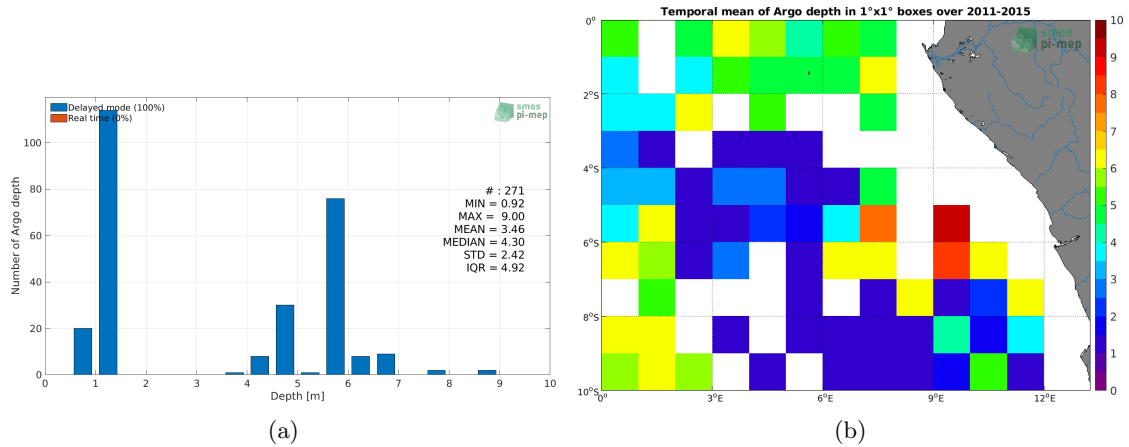 Delayed mode (100%)
Real time (0%)
smos
pi-mep
# : 271
MIN = 0.92
MAX = 9.00
MEAN = 3.46
MEDIAN = 4.30
STD = 2.42
IQR = 4.92
Number of Argo depth
100
80
60
40
20
0
0 1 2 3 4 5 6 7 8 9 10
Depth [m]
(a)
Temporal mean of Argo depth in 1°x1° boxes over 2011-2015
smos
pi-mep
0°
2°S
4°S
6°S
8°S
10°S
0° 3°E 6°E 9°E 12°E
10
9
8
7
6
5
4
3
2
1
0
(b)